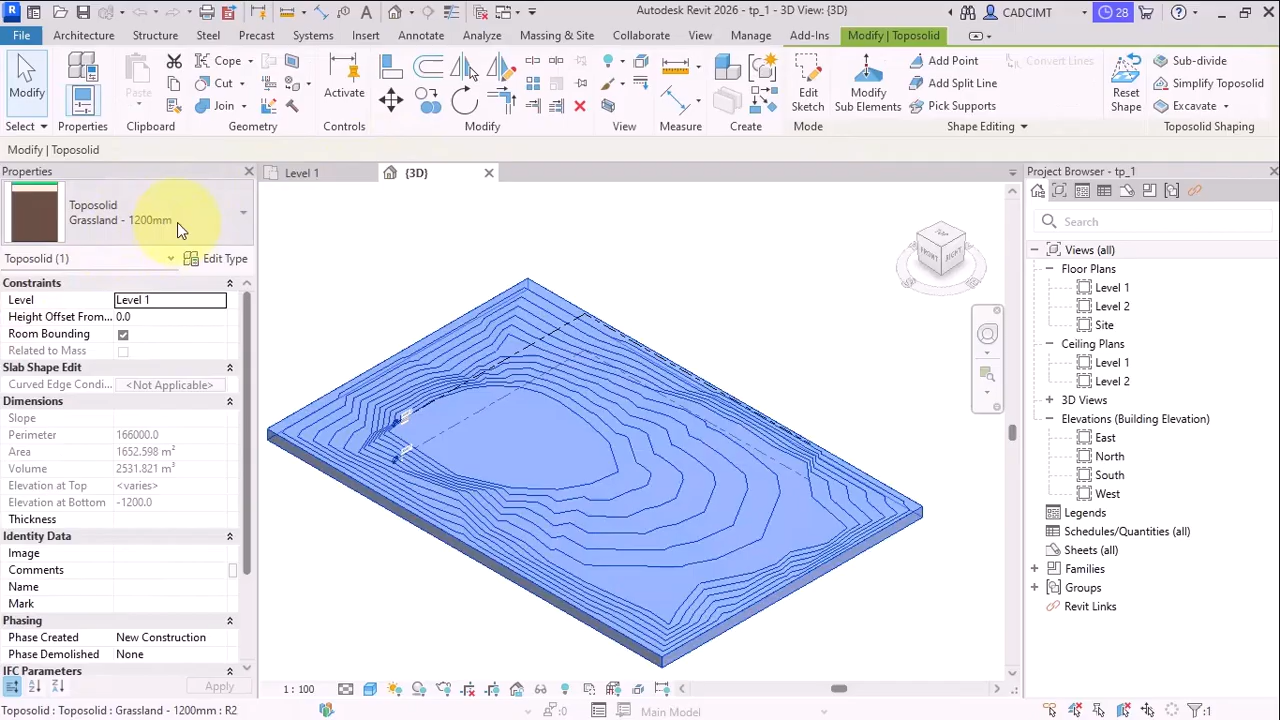 Autodesk Revit 2026 - tp_1 - 3D View: {3D}
CADCIMT
28
File Architecture Structure Steel Precast Systems Insert Annotate Analyze Massing & Site Collaborate View Manage Add-Ins Modify | Toposolid
Modify
Select
Properties
Paste
Cope
Cut
Join
Clipboard
Geometry
Activate
Controls
Modify
View
Measure
Create
Edit Sketch
Mode
Modify Sub Elements
Add Point
Add Split Line
Pick Supports
Convert Lines
Shape Editing
Reset Shape
Sub-divide
Simplify Toposolid
Excavate
Toposolid Shaping
Modify | Toposolid
Properties
Toposolid
Grassland - 1200mm
Toposolid (1)
Edit Type
Constraints
Level Level 1
Height Offset From... 0.0
Room Bounding
Related to Mass
Slab Shape Edit
Curved Edge Condi... <Not Applicable>
Dimensions
Slope
Perimeter 166000.0
Area 1652.598 m²
Volume 2531.821 m³
Elevation at Top <varies>
Elevation at Bottom -1200.0
Thickness
Identity Data
Image
Comments
Name
Mark
Phasing
Phase Created New Construction
Phase Demolished None
IFC Parameters
Apply
Level 1
{3D}
TOP
FRONT
RIGHT
1 : 100
Project Browser - tp_1
Search
Views (all)
Floor Plans
Level 1
Level 2
Site
Ceiling Plans
Level 1
Level 2
3D Views
Elevations (Building Elevation)
East
North
South
West
Legends
Schedules/Quantities (all)
Sheets (all)
Families
Groups
Revit Links
Toposolid : Toposolid : Grassland - 1200mm : R2
:0
Main Model
:1